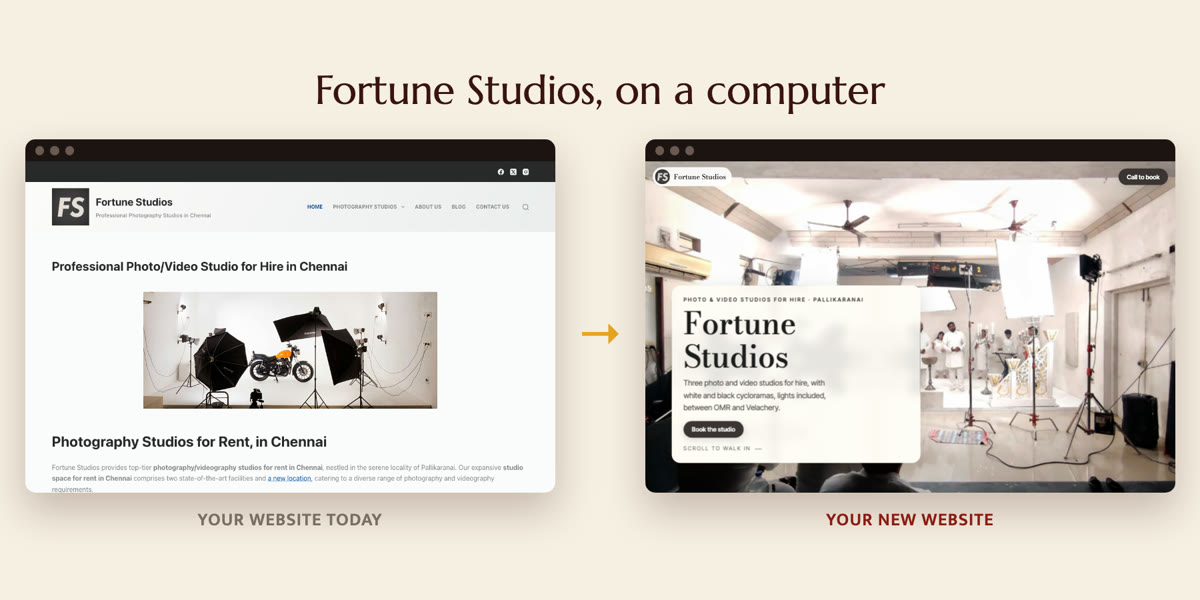 Fortune Studios, on a computer
FS
Fortune Studios
Professional Photography Studios in Chennai
HOME PHOTOGRAPHY STUDIOS ABOUT US BLOG CONTACT US
Professional Photo/Video Studio for Hire in Chennai
Photography Studios for Rent, in Chennai
Fortune Studios provides top-tier photography/videography studios for rent in Chennai, nestled in the serene locality of Pallikaranai. Our expansive studio
space for rent in Chennai comprises two state-of-the-art facilities and a new location, catering to a diverse range of photography and videography
requirements.
YOUR WEBSITE TODAY
FS Fortune Studios
Call to book
PHOTO & VIDEO STUDIOS FOR HIRE · PALLIKARANAI
Fortune
Studios
Three photo and video studios for hire, with
white and black cycloramas, lights included,
between OMR and Velachery.
Book the studio
SCROLL TO WALK IN —
YOUR NEW WEBSITE